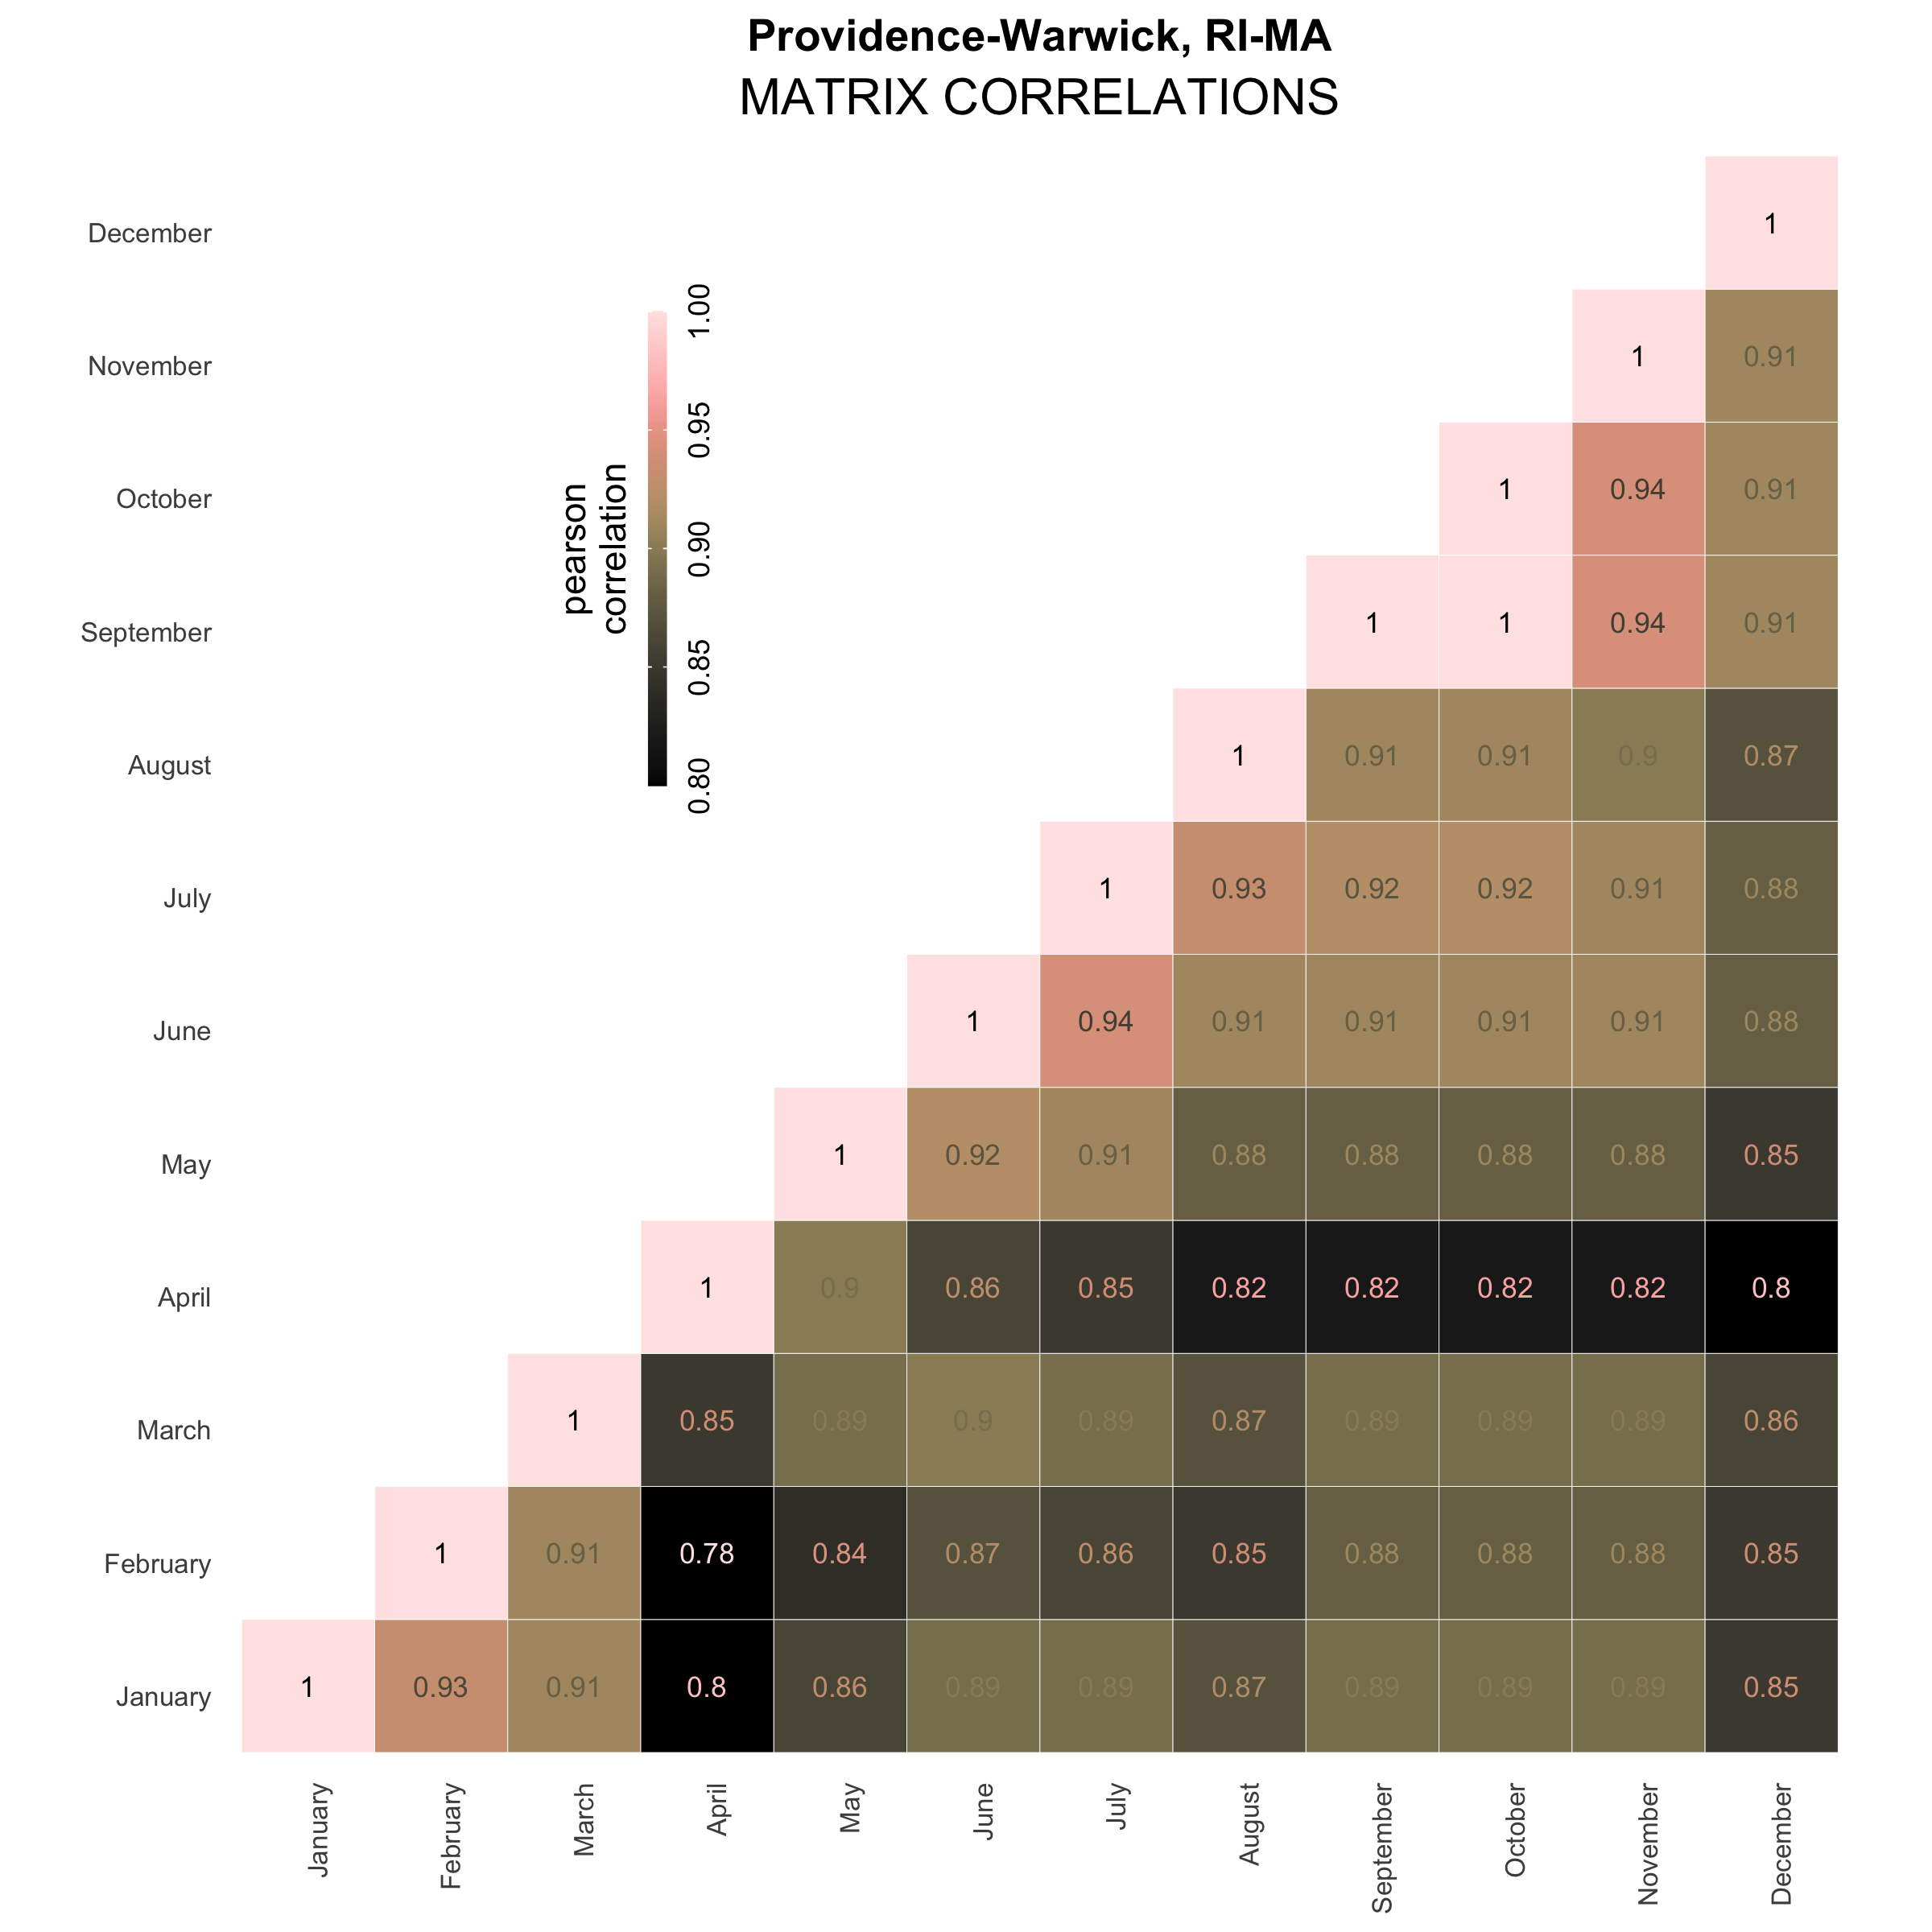 Providence-Warwick, RI-MA
MATRIX CORRELATIONS
December 1
November 1 0.91
October 1 0.94 0.91
September 1 1 0.94 0.91
August 1 0.91 0.91 0.9 0.87
July 1 0.93 0.92 0.92 0.91 0.88
June 1 0.94 0.91 0.91 0.91 0.91 0.88
May 1 0.92 0.91 0.88 0.88 0.88 0.88 0.85
April 1 0.9 0.86 0.85 0.82 0.82 0.82 0.82 0.8
March 1 0.85 0.89 0.9 0.89 0.87 0.89 0.89 0.89 0.86
February 1 0.91 0.78 0.84 0.87 0.86 0.85 0.88 0.88 0.88 0.85
January 1 0.93 0.91 0.8 0.86 0.89 0.89 0.87 0.89 0.89 0.89 0.85
January February March April May June July August September October November December
pearson
correlation
0.80 0.85 0.90 0.95 1.00